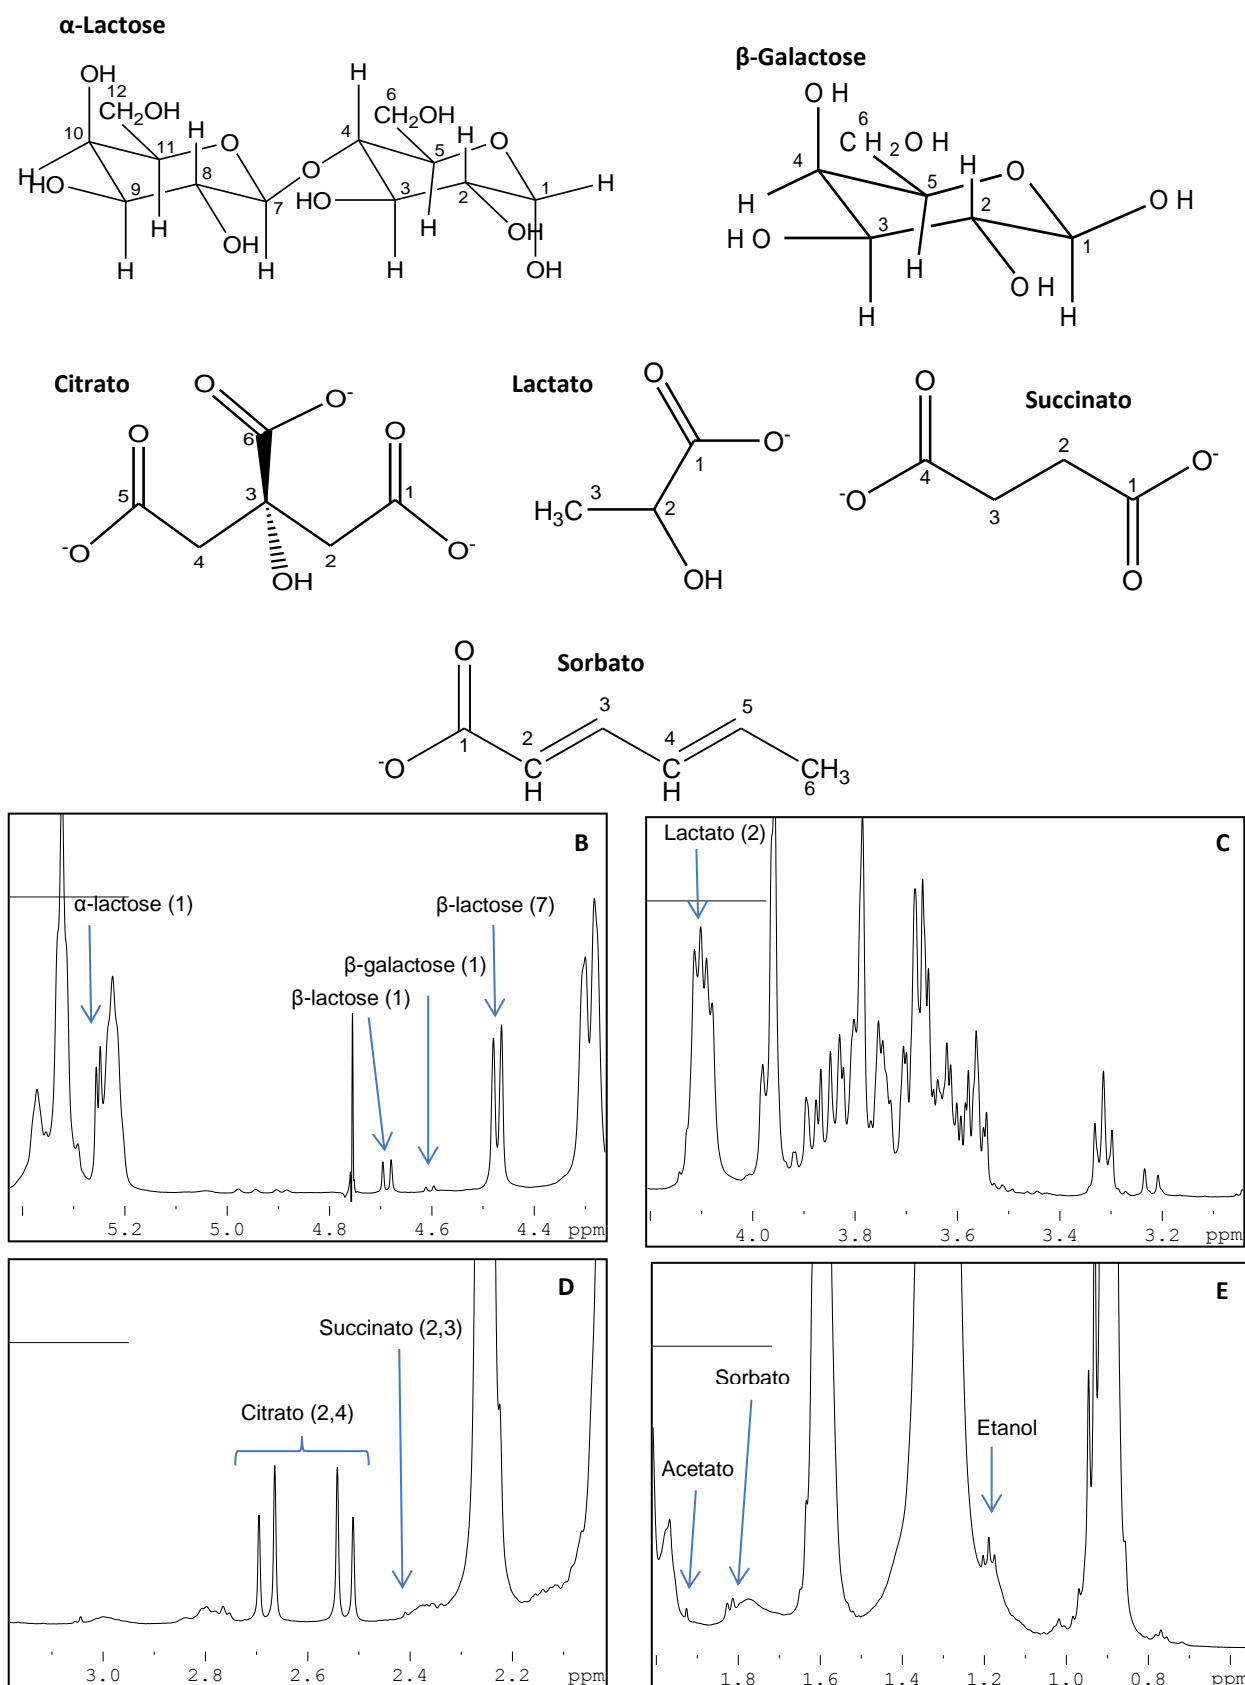 α-Lactose
β-Galactose
OH
12
CH2OH
H
10
11
O
H
HO
9
8
OH
7
H
H
H
O
H
4
6
CH2OH
H
5
O
HO
3
2
1
H
H
H
OH
OH
OH
6
CH2OH
4
H
5
H
O
HO
3
2
1
OH
H
H
OH
H
Citrato
O
O-
6
O
5
-O
4
3
OH
2
O
1
O-
Lactato
O
O-
1
3
H3C
2
OH
Succinato
O
4
-O
3
2
1
O-
O
Sorbato
O
1
-O
2
C
H
3
4
C
H
5
CH3
6
B
α-lactose (1)
β-lactose (7)
β-galactose (1)
β-lactose (1)
5.2 5.0 4.8 4.6 4.4 ppm
C
Lactato (2)
4.0 3.8 3.6 3.4 3.2 ppm
D
Succinato (2,3)
Citrato (2,4)
3.0 2.8 2.6 2.4 2.2 ppm
E
Sorbato
Etanol
Acetato
1.8 1.6 1.4 1.2 1.0 0.8 ppm